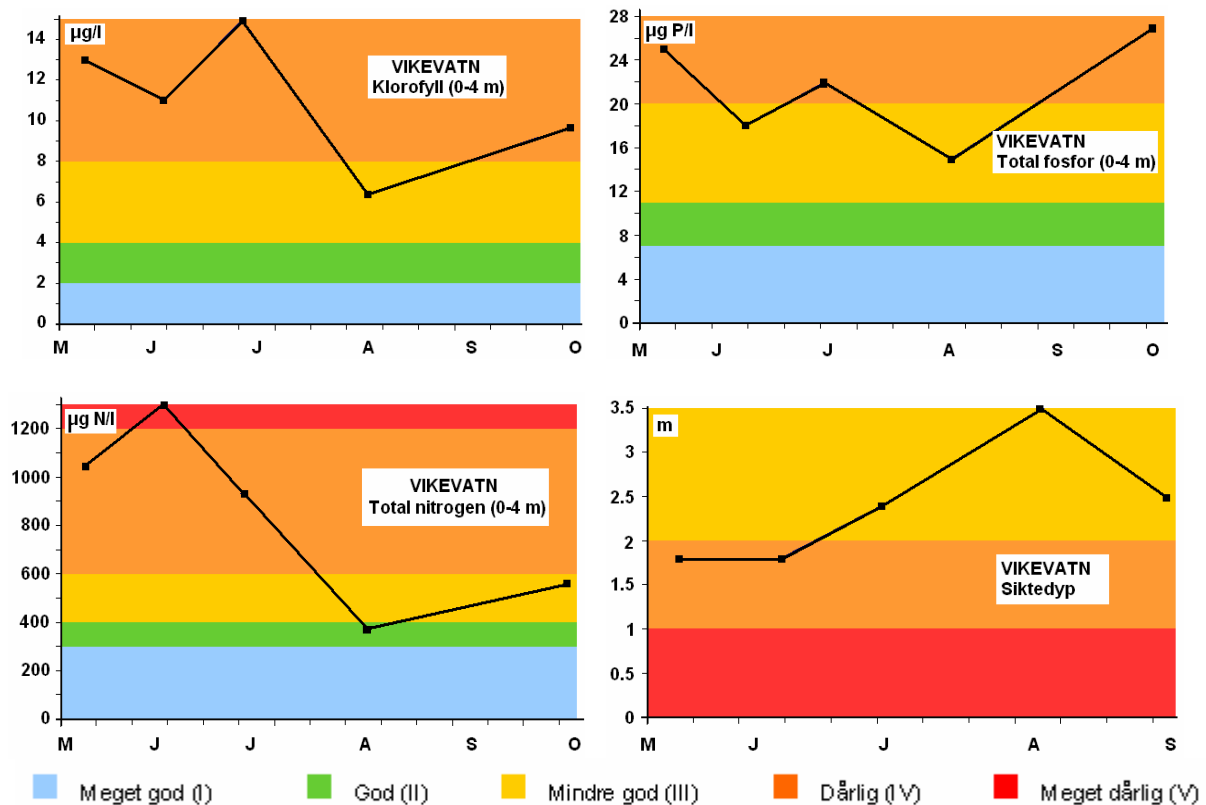 µg/l
14
12
10
8
6
4
2
0
M J J A S O
VIKEVATN
Klorofyll (0-4 m)
µg P/l
28
24
20
16
12
8
4
0
M J J A S O
VIKEVATN
Total fosfor (0-4 m)
µg N/l
1200
1000
800
600
400
200
0
M J J A S O
VIKEVATN
Total nitrogen (0-4 m)
m
3.5
3
2.5
2
1.5
1
0.5
0
M J J A S
VIKEVATN
Siktedyp
Meget god (I) God (II) Mindre god (III) Dårlig (IV) Meget dårlig (V)